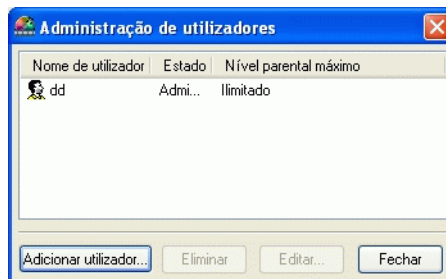 Administração de utilizadores
Nome de utilizador Estado Nível parental máximo
dd Admi... Ilimitado
Adicionar utilizador... Eliminar Editar... Fechar